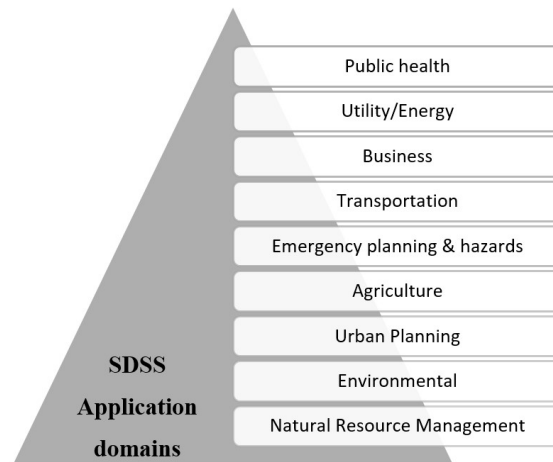 Public health
Utility/Energy
Business
Transportation
Emergency planning & hazards
Agriculture
Urban Planning
Environmental
Natural Resource Management
SDSS
Application
domains